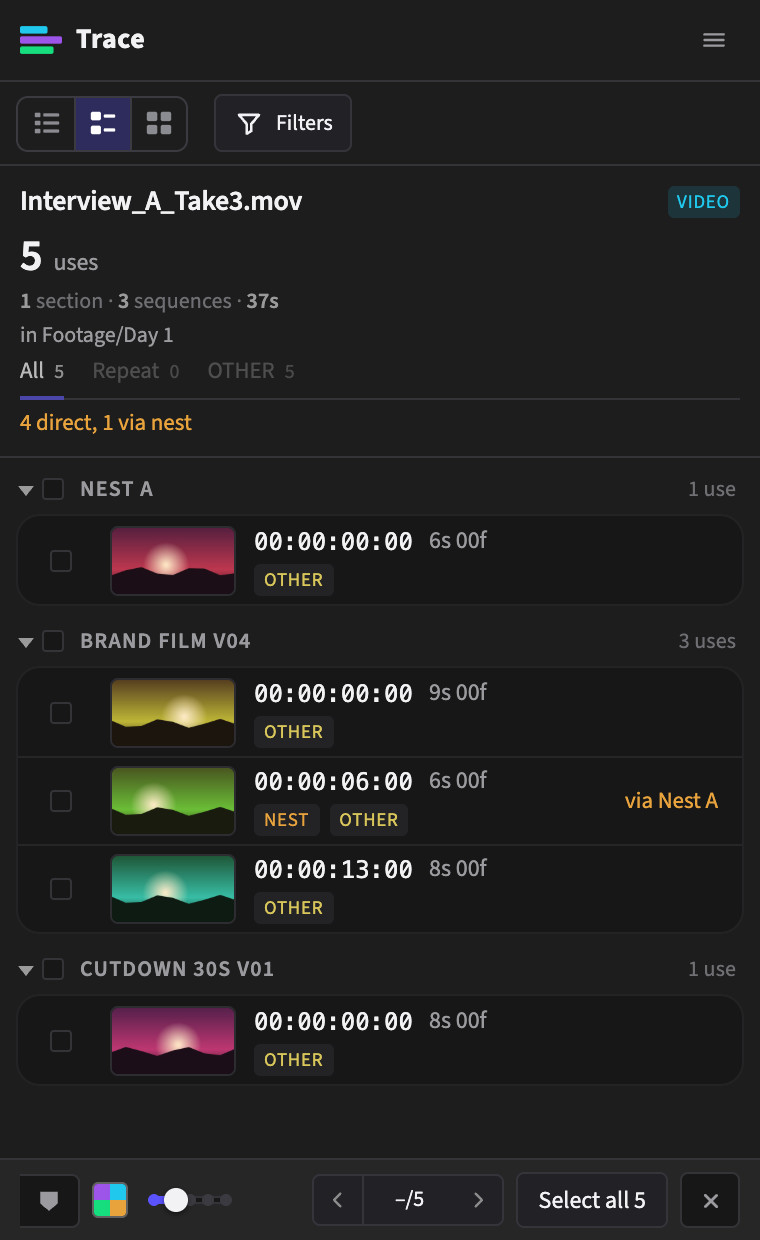 Trace
Filters
Interview_A_Take3.mov VIDEO
5 uses
1 section · 3 sequences · 37s
in Footage/Day 1
All 5 Repeat 0 OTHER 5
4 direct, 1 via nest
NEST A 1 use
00:00:00:00 6s 00f
OTHER
BRAND FILM V04 3 uses
00:00:00:00 9s 00f
OTHER
00:00:06:00 6s 00f
NEST OTHER via Nest A
00:00:13:00 8s 00f
OTHER
CUTDOWN 30S V01 1 use
00:00:00:00 8s 00f
OTHER
–/5 Select all 5